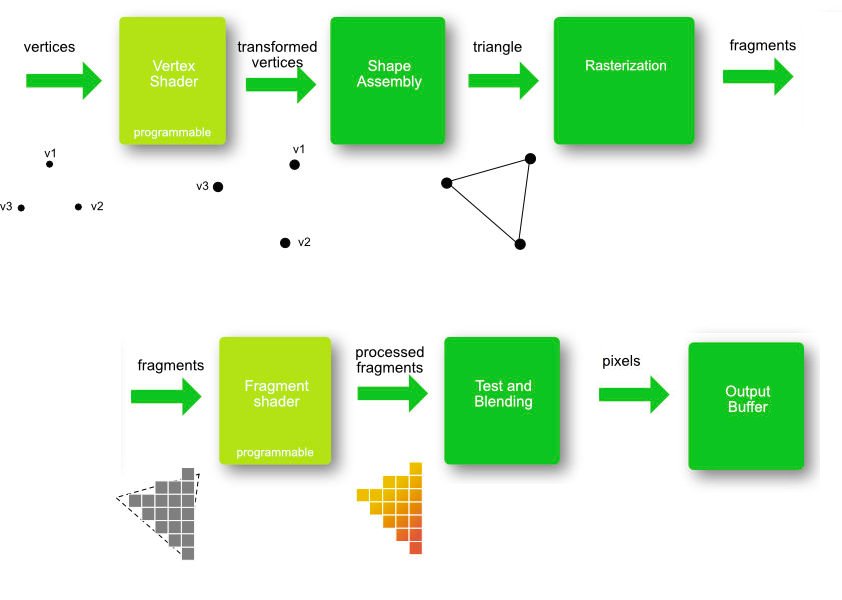 vertices
Vertex
Shader
programmable
transformed
vertices
Shape
Assembly
triangle
Rasterization
fragments
v1
v3
v2
v1
v3
v2
fragments
Fragment
shader
programmable
processed
fragments
Test and
Blending
pixels
Output
Buffer